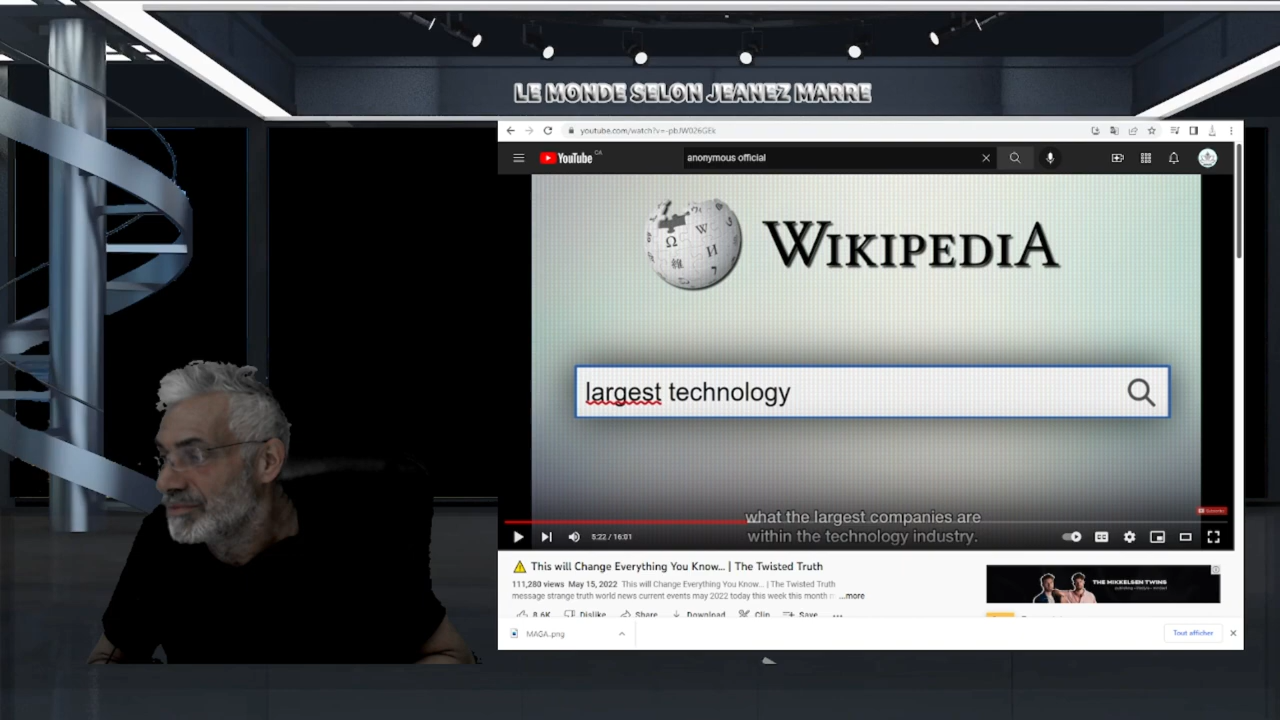 LE MONDE SELON JEANEZ MARRE
YouTube CA
anonymous official
WIKIPEDIA
largest technology
what the largest companies are
within the technology industry.
5:22 / 16:01
This will Change Everything You Know... | The Twisted Truth
111,280 views May 15, 2022 This will Change Everything You Know... | The Twisted Truth
message strange truth world news current events may 2022 today this week this month
...more
THE MIKKELSEN TWINS
8.6K Dislike Share Download Clip Save ...
MAGA.png
Tout afficher